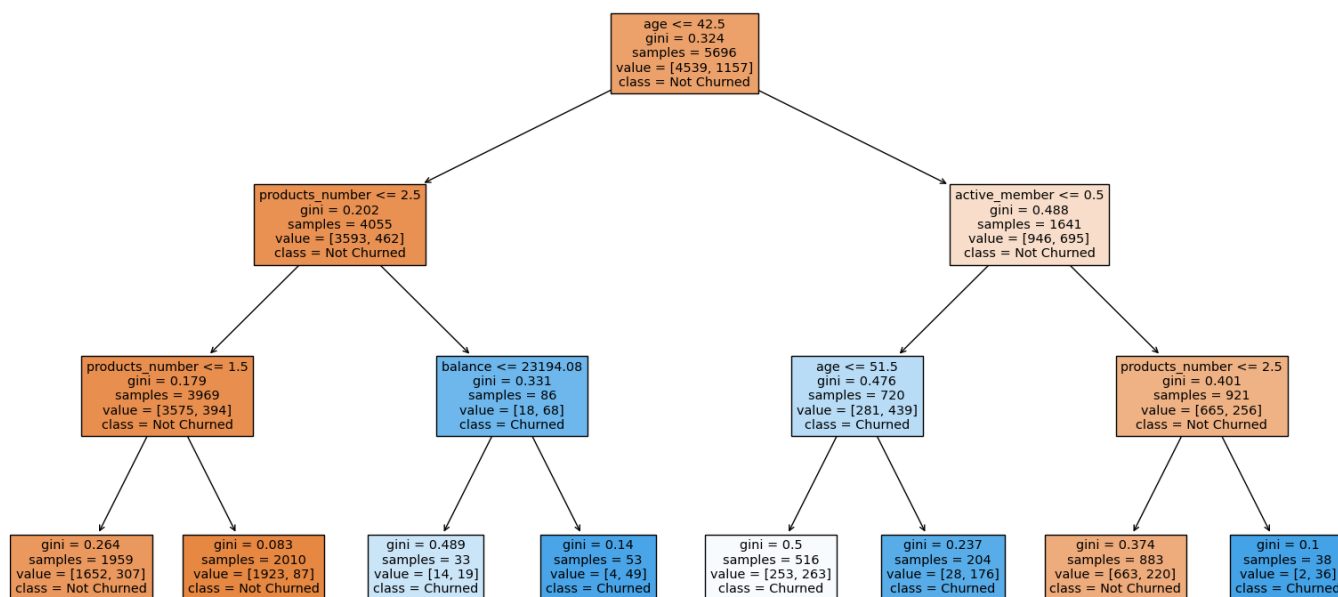 age <= 42.5
gini = 0.324
samples = 5696
value = [4539, 1157]
class = Not Churned
products_number <= 2.5
gini = 0.202
samples = 4055
value = [3593, 462]
class = Not Churned
active_member <= 0.5
gini = 0.488
samples = 1641
value = [946, 695]
class = Not Churned
products_number <= 1.5
gini = 0.179
samples = 3969
value = [3575, 394]
class = Not Churned
balance <= 23194.08
gini = 0.331
samples = 86
value = [18, 68]
class = Churned
age <= 51.5
gini = 0.476
samples = 720
value = [281, 439]
class = Churned
products_number <= 2.5
gini = 0.401
samples = 921
value = [665, 256]
class = Not Churned
gini = 0.264
samples = 1959
value = [1652, 307]
class = Not Churned
gini = 0.083
samples = 2010
value = [1923, 87]
class = Not Churned
gini = 0.489
samples = 33
value = [14, 19]
class = Churned
gini = 0.14
samples = 53
value = [4, 49]
class = Churned
gini = 0.5
samples = 516
value = [253, 263]
class = Churned
gini = 0.237
samples = 204
value = [28, 176]
class = Churned
gini = 0.374
samples = 883
value = [663, 220]
class = Not Churned
gini = 0.1
samples = 38
value = [2, 36]
class = Churned